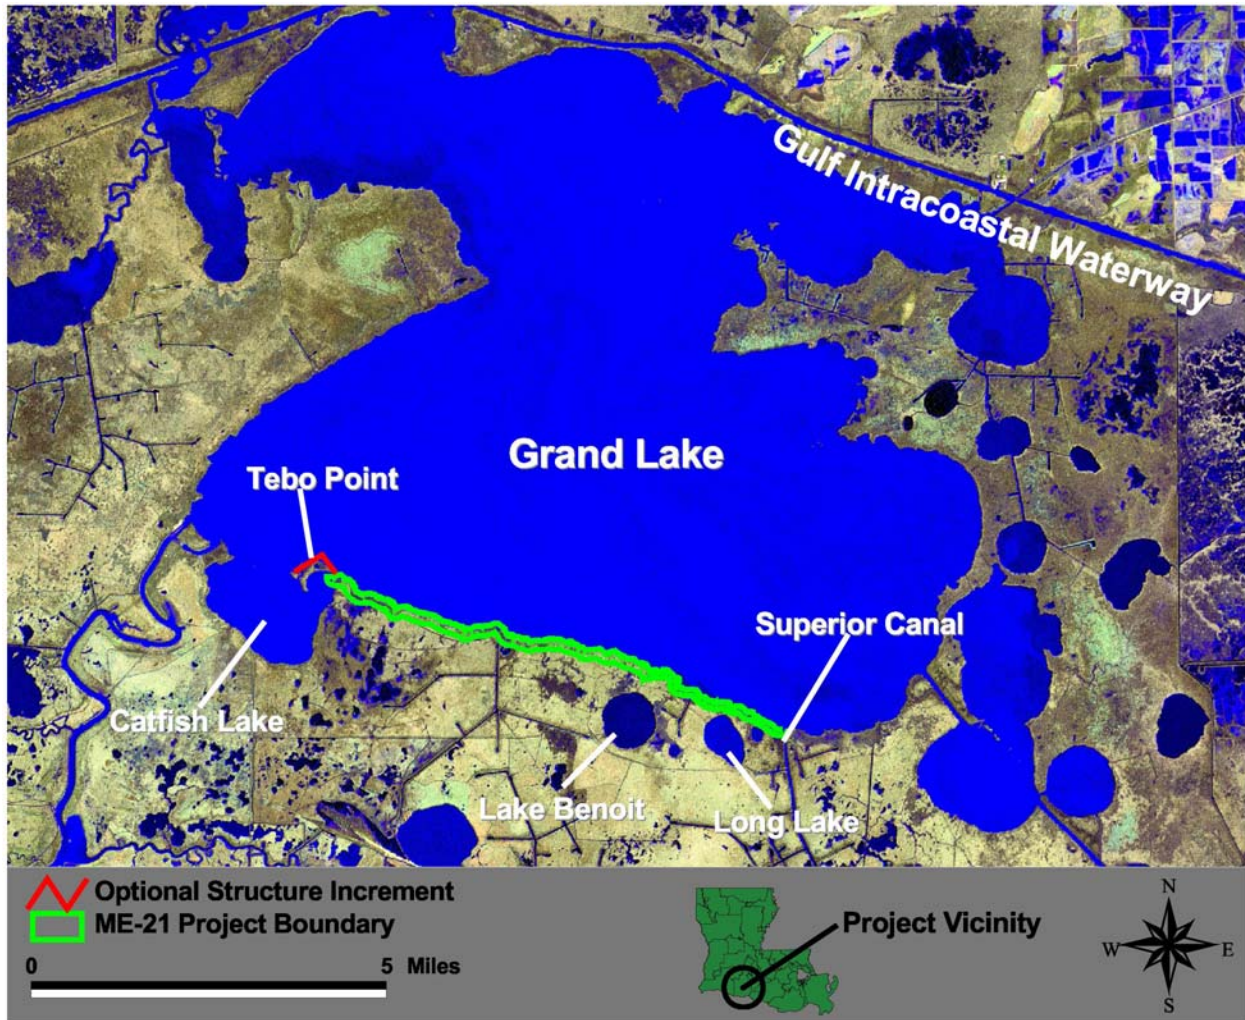 Gulf Intracoastal Waterway
Grand Lake
Tebo Point
Superior Canal
Catfish Lake
Lake Benoit
Long Lake
Optional Structure Increment
ME-21 Project Boundary
0 5 Miles
Project Vicinity
N
W E
S